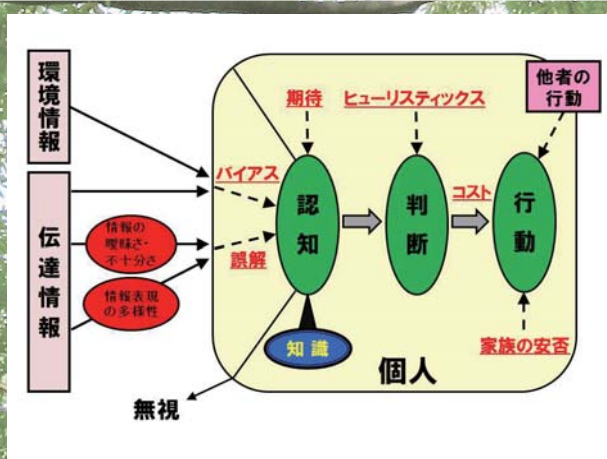 環境情報
伝達情報
情報の
曖昧さ・
不十分さ
情報表現
の多様性
無視
バイアス
誤解
期待
認知
知識
ヒューリスティックス
判断
コスト
他者の
行動
行動
家族の安否
個人